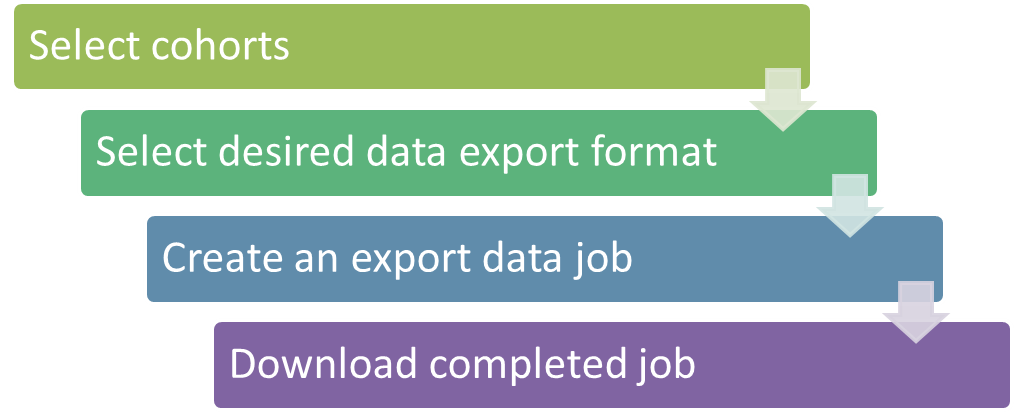 Select cohorts
Select desired data export format
Create an export data job
Download completed job